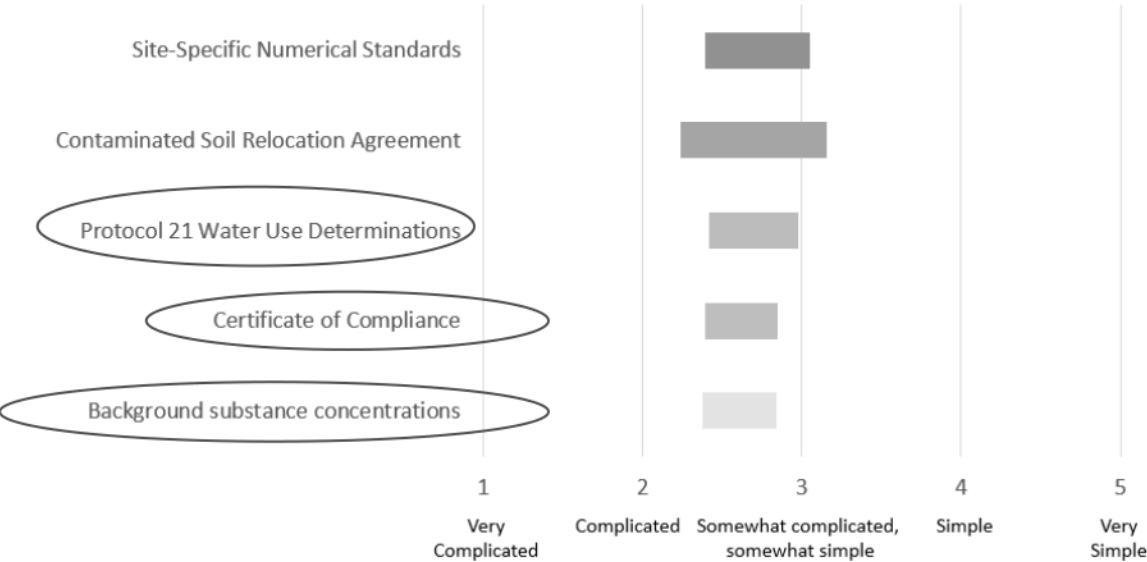 Site-Specific Numerical Standards
Contaminated Soil Relocation Agreement
Protocol 21 Water Use Determinations
Certificate of Compliance
Background substance concentrations
1 2 3 4 5
Very Complicated Somewhat complicated, Simple Very
Complicated somewhat simple Simple